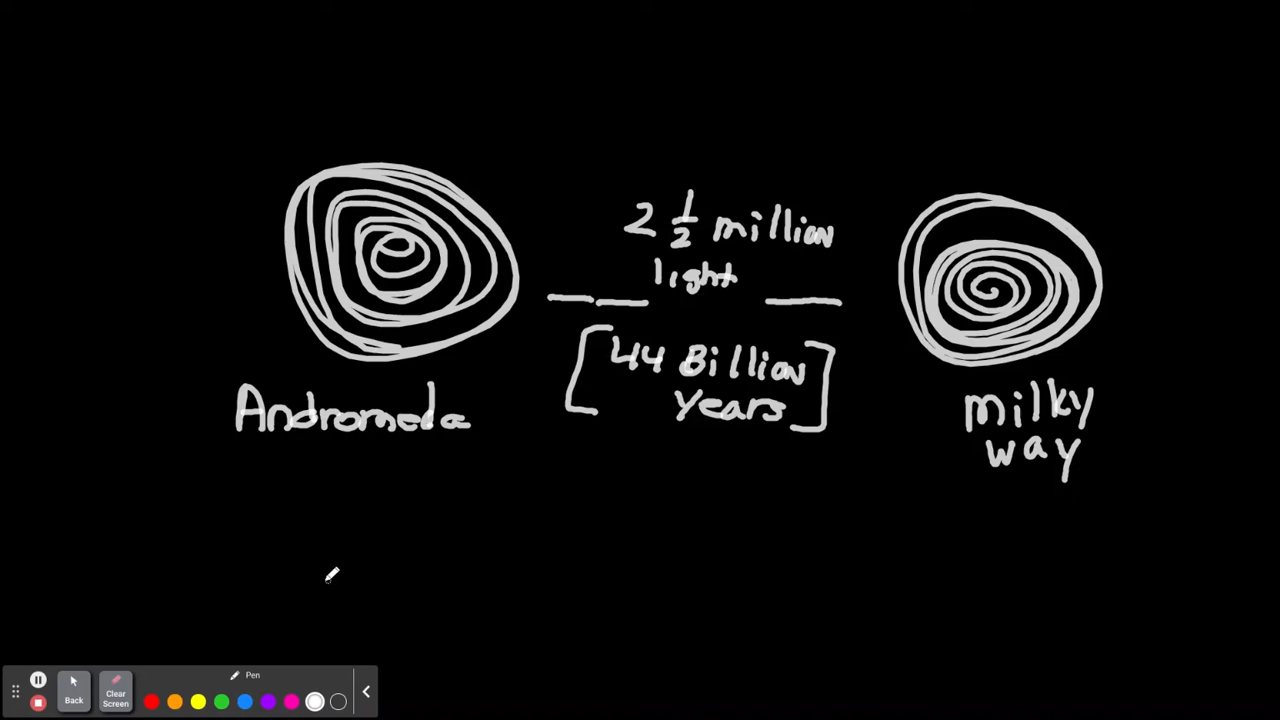 2 1/2 million
light
[44 Billion
Years]
Andromeda
milky
way
Pen
Back
Clear
Screen